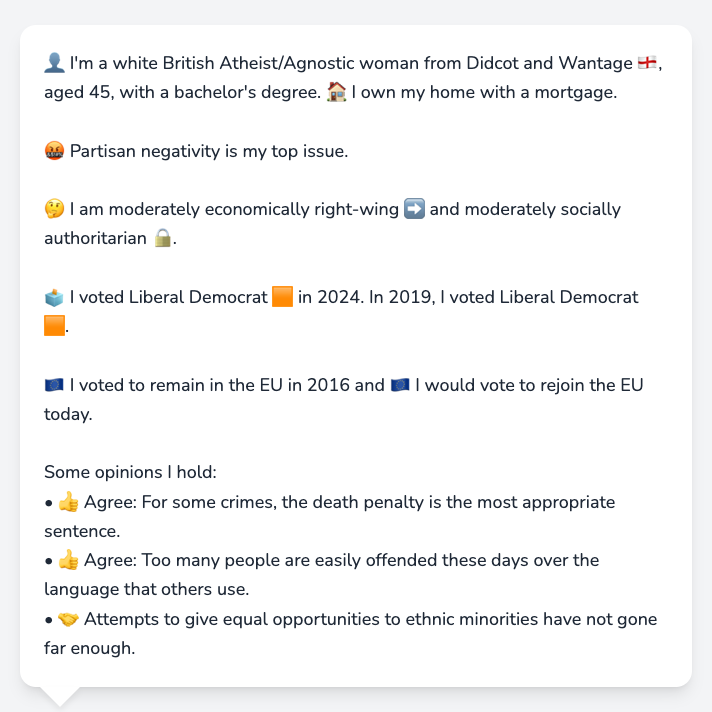 👤 I'm a white British Atheist/Agnostic woman from Didcot and Wantage 🏴󠁧󠁢󠁥󠁮󠁧󠁿,
aged 45, with a bachelor's degree. 🏠 I own my home with a mortgage.
🤬 Partisan negativity is my top issue.
🤔 I am moderately economically right-wing ➡️ and moderately socially
authoritarian 🔒.
🗳️ I voted Liberal Democrat 🟧 in 2024. In 2019, I voted Liberal Democrat
🟧.
🇪🇺 I voted to remain in the EU in 2016 and 🇪🇺 I would vote to rejoin the EU
today.
Some opinions I hold:
• 👍 Agree: For some crimes, the death penalty is the most appropriate
sentence.
• 👍 Agree: Too many people are easily offended these days over the
language that others use.
• 🤝 Attempts to give equal opportunities to ethnic minorities have not gone
far enough.